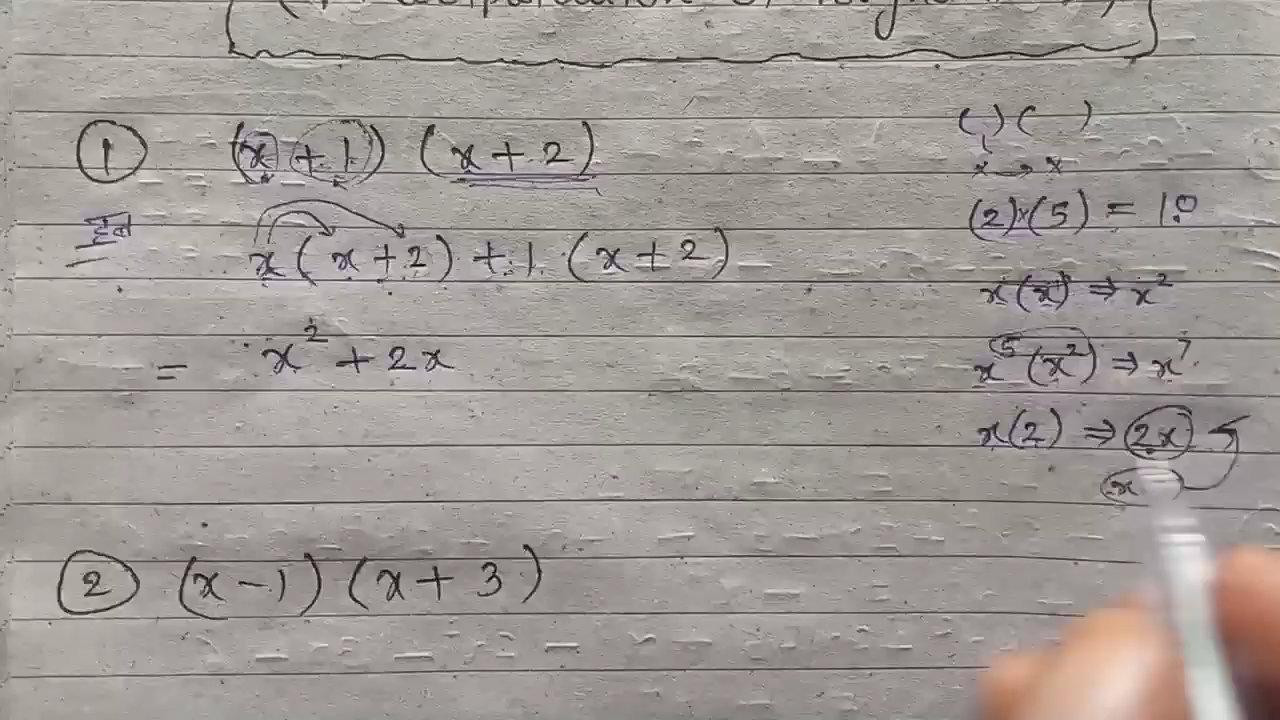 ① (x + 1) (x + 2)
हल
x (x + 2) + 1 (x + 2)
= x² + 2x
② (x - 1) (x + 3)
( ) ( )
x → x
(2)×(5) = 10
x(x) ⇒ x²
x⁵(x²) ⇒ x⁷
x(2) ⇒ 2x
x